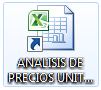 ANALISIS DE
PRECIOS UNIT...